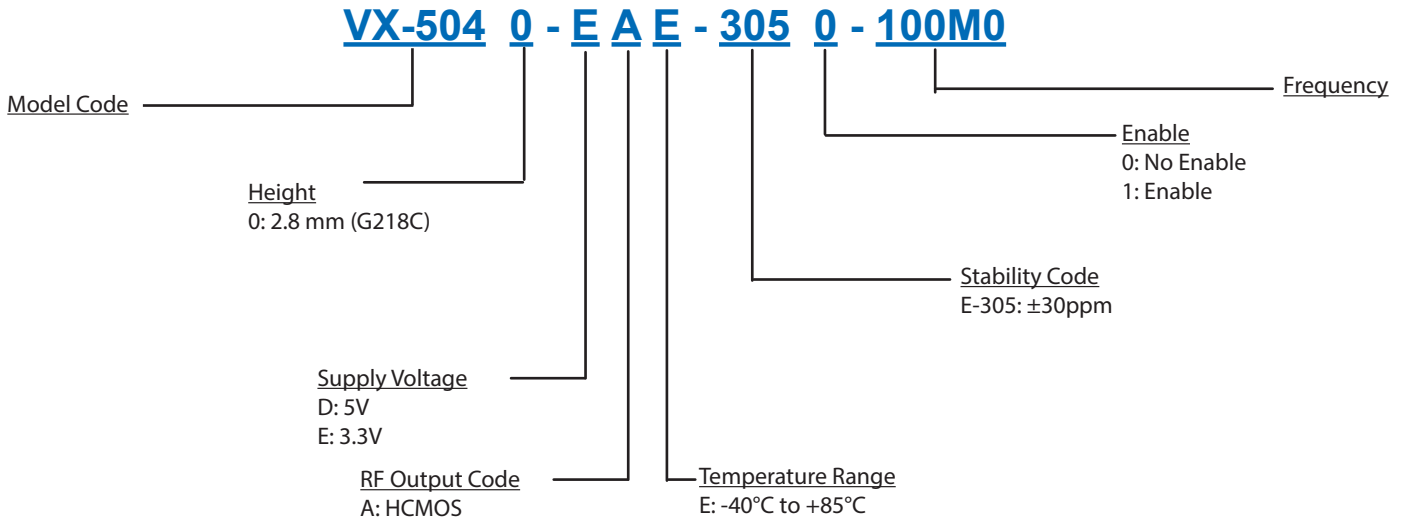 VX-504 0 - E A E - 305 0 - 100M0
Model Code
Frequency
Enable
0: No Enable
1: Enable
Height
0: 2.8 mm (G218C)
Stability Code
E-305: ±30ppm
Supply Voltage
D: 5V
E: 3.3V
RF Output Code
A: HCMOS
Temperature Range
E: -40°C to +85°C